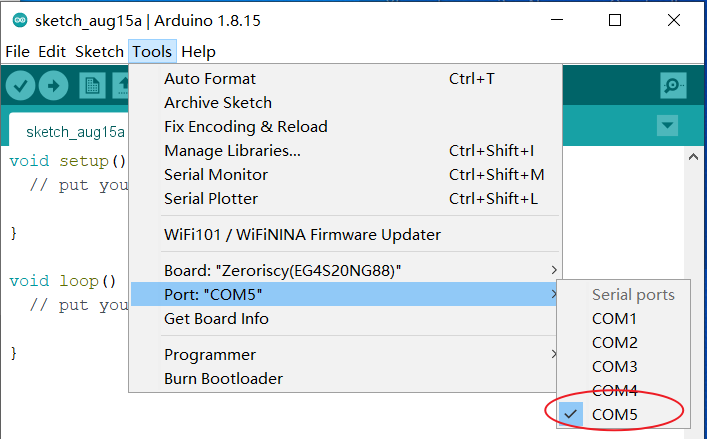 sketch_aug15a | Arduino 1.8.15
File Edit Sketch Tools Help
Auto Format Ctrl+T
Archive Sketch
Fix Encoding & Reload
Manage Libraries... Ctrl+Shift+I
Serial Monitor Ctrl+Shift+M
Serial Plotter Ctrl+Shift+L
WiFi101 / WiFiNINA Firmware Updater
Board: "Zeroriscy(EG4S20NG88)"
Port: "COM5"
Get Board Info
Programmer
Burn Bootloader
Serial ports
COM1
COM2
COM3
COM4
COM5
sketch_aug15a
void setup()
// put you
}
void loop()
// put you
}